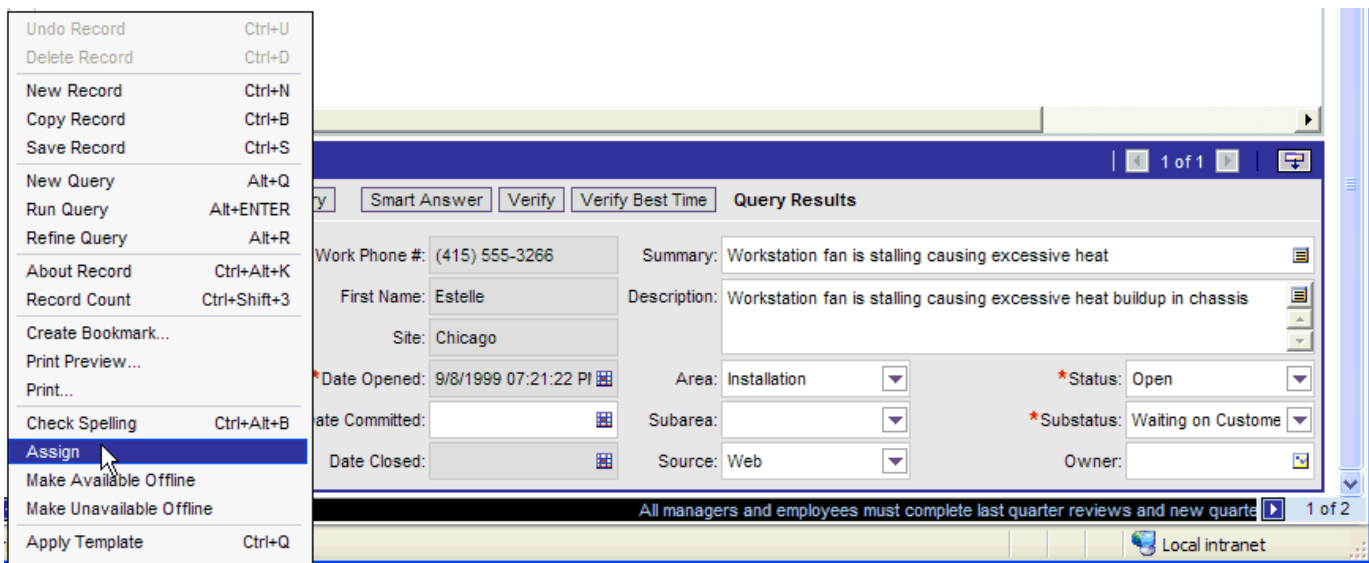 Undo Record Ctrl+U
Delete Record Ctrl+D
New Record Ctrl+N
Copy Record Ctrl+B
Save Record Ctrl+S
New Query Alt+Q
Run Query Alt+ENTER
Refine Query Alt+R
About Record Ctrl+Alt+K
Record Count Ctrl+Shift+3
Create Bookmark...
Print Preview...
Print...
Check Spelling Ctrl+Alt+B
Assign
Make Available Offline
Make Unavailable Offline
Apply Template Ctrl+Q
1 of 1
ry Smart Answer Verify Verify Best Time Query Results
Work Phone #: (415) 555-3266 Summary: Workstation fan is stalling causing excessive heat
First Name: Estelle Description: Workstation fan is stalling causing excessive heat buildup in chassis
Site: Chicago
*Date Opened: 9/8/1999 07:21:22 PM Area: Installation *Status: Open
ate Committed: Subarea: *Substatus: Waiting on Custome
Date Closed: Source: Web Owner:
All managers and employees must complete last quarter reviews and new quarte 1 of 2
Local intranet